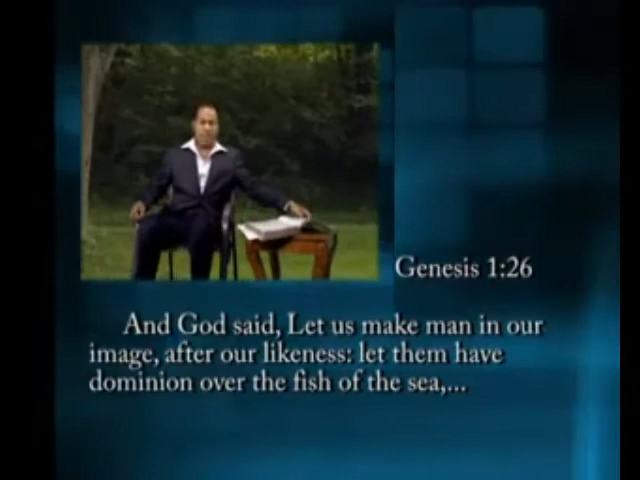 Genesis 1:26
And God said, Let us make man in our
image, after our likeness: let them have
dominion over the fish of the sea,...